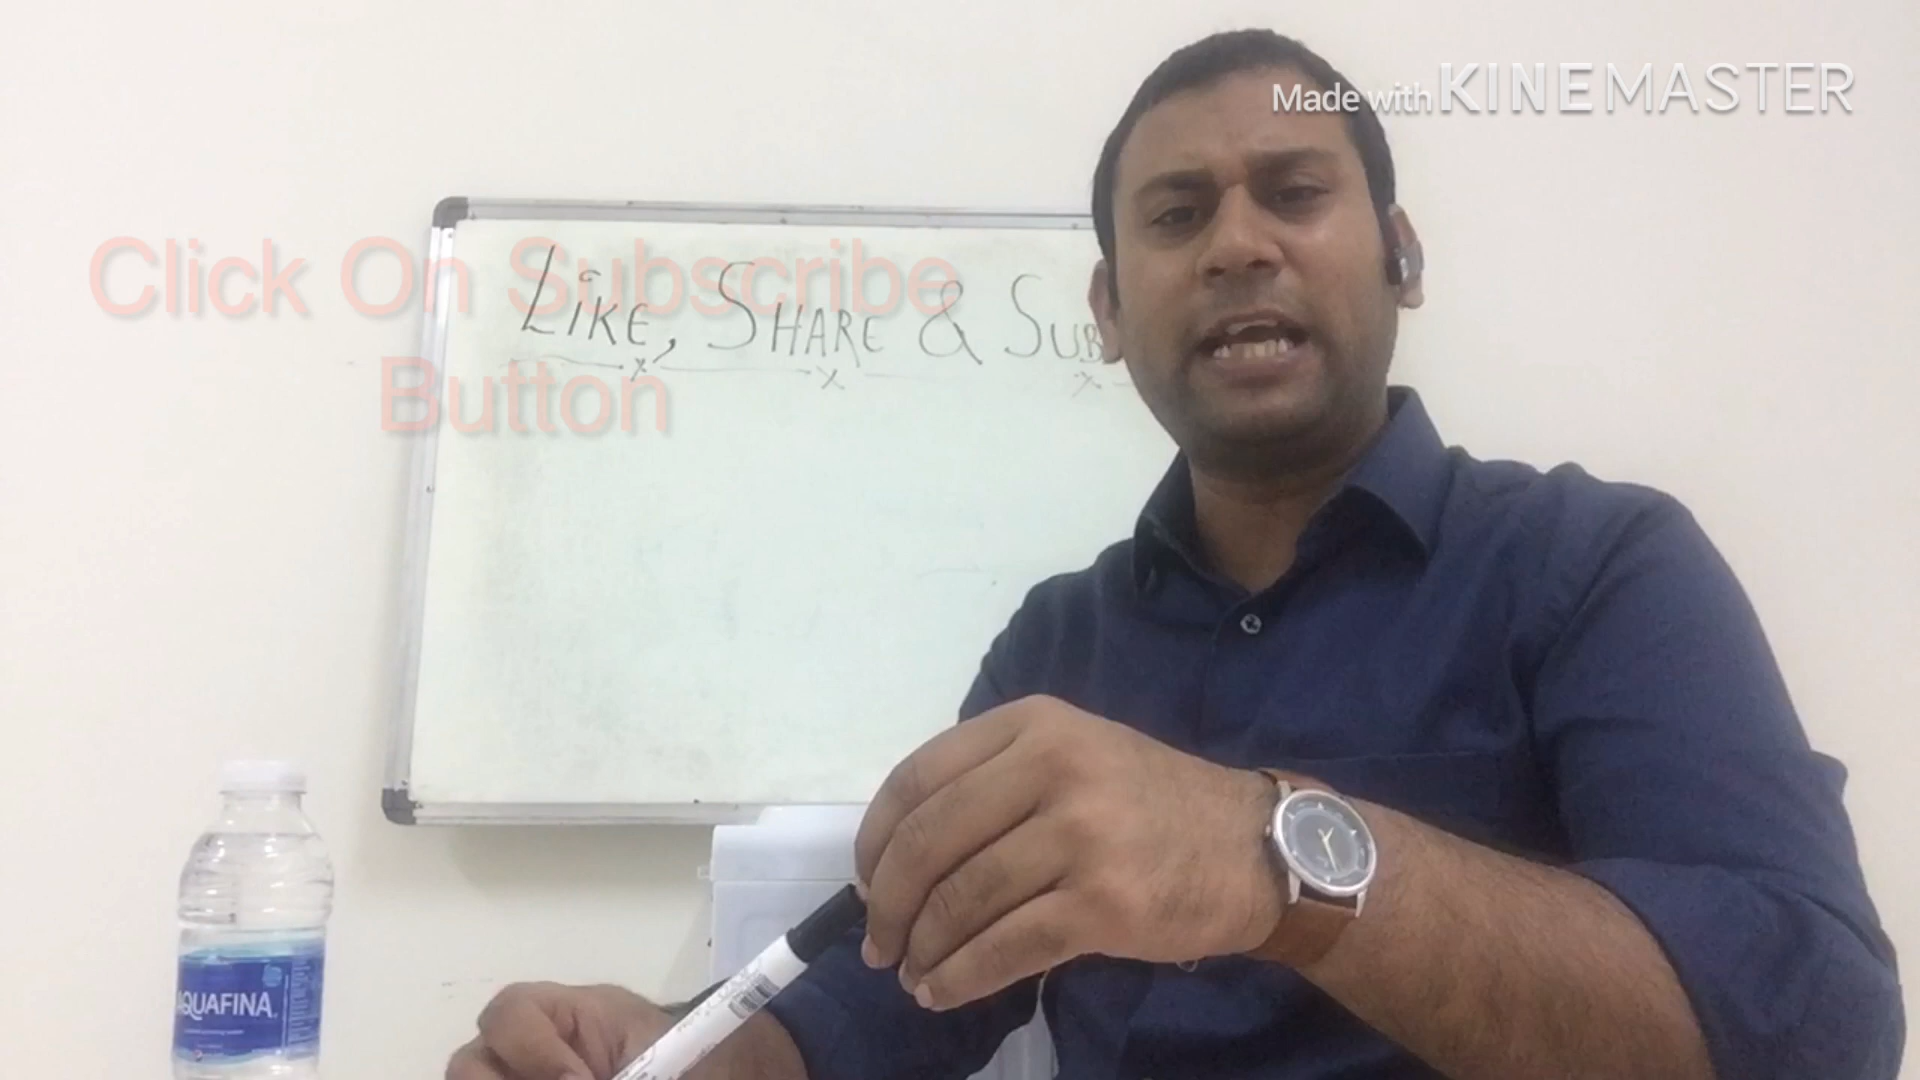 Made with KINEMASTER
Click On Subscribe
Button
LIKE, SHARE & SUB
AQUAFINA